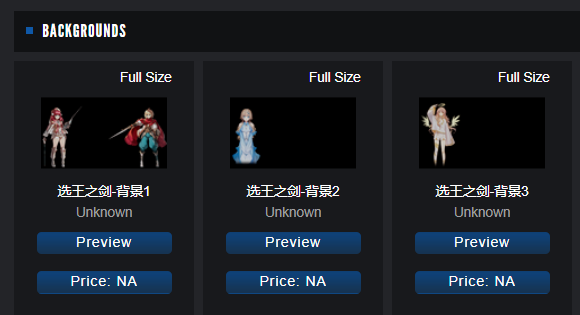 BACKGROUNDS
Full Size
Full Size
Full Size
选王之剑-背景1
选王之剑-背景2
选王之剑-背景3
Unknown
Unknown
Unknown
Preview
Preview
Preview
Price: NA
Price: NA
Price: NA